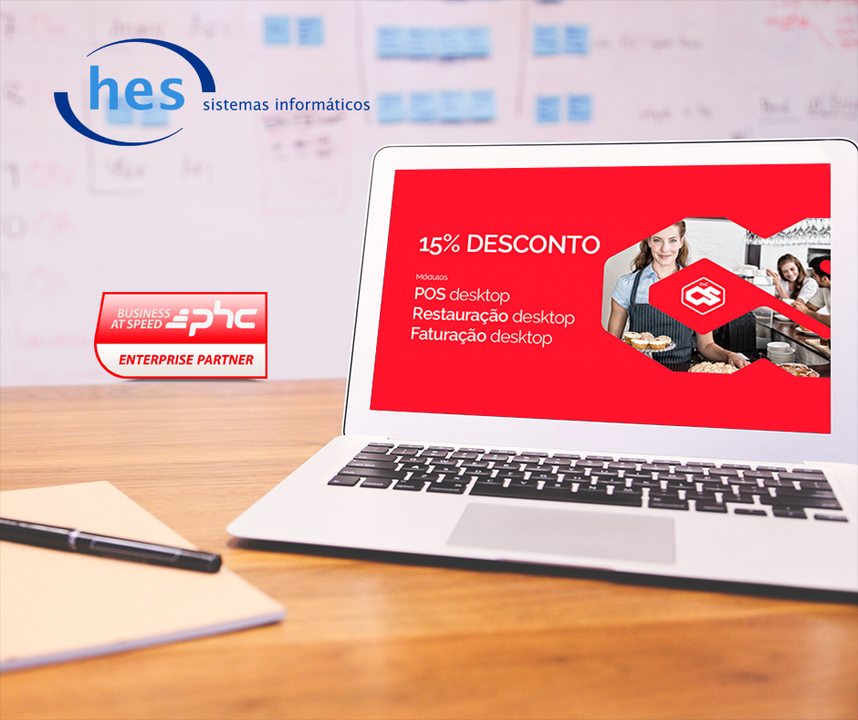 hes
sistemas informáticos
15% DESCONTO
Módulos
POS desktop
Restauração desktop
Faturação desktop
CS
BUSINESS
AT SPEED
phc
ENTERPRISE PARTNER